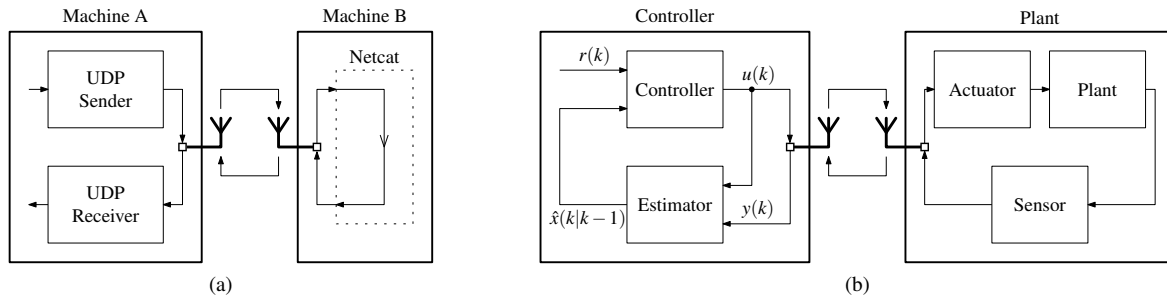 Machine A
Machine B
UDP
Sender
UDP
Receiver
Netcat
(a)
Controller
Plant
r(k)
Controller
u(k)
Actuator
Plant
x̂(k|k−1)
Estimator
y(k)
Sensor
(b)